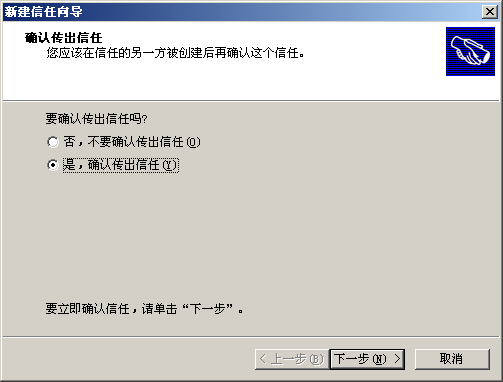 新建信任向导
确认传出信任
您应该在信任的另一方被创建后再确认这个信任。
要确认传出信任吗?
否，不要确认传出信任(O)
是，确认传出信任(Y)
要立即确认信任，请单击“下一步”。
< 上一步(B) 下一步(N) > 取消